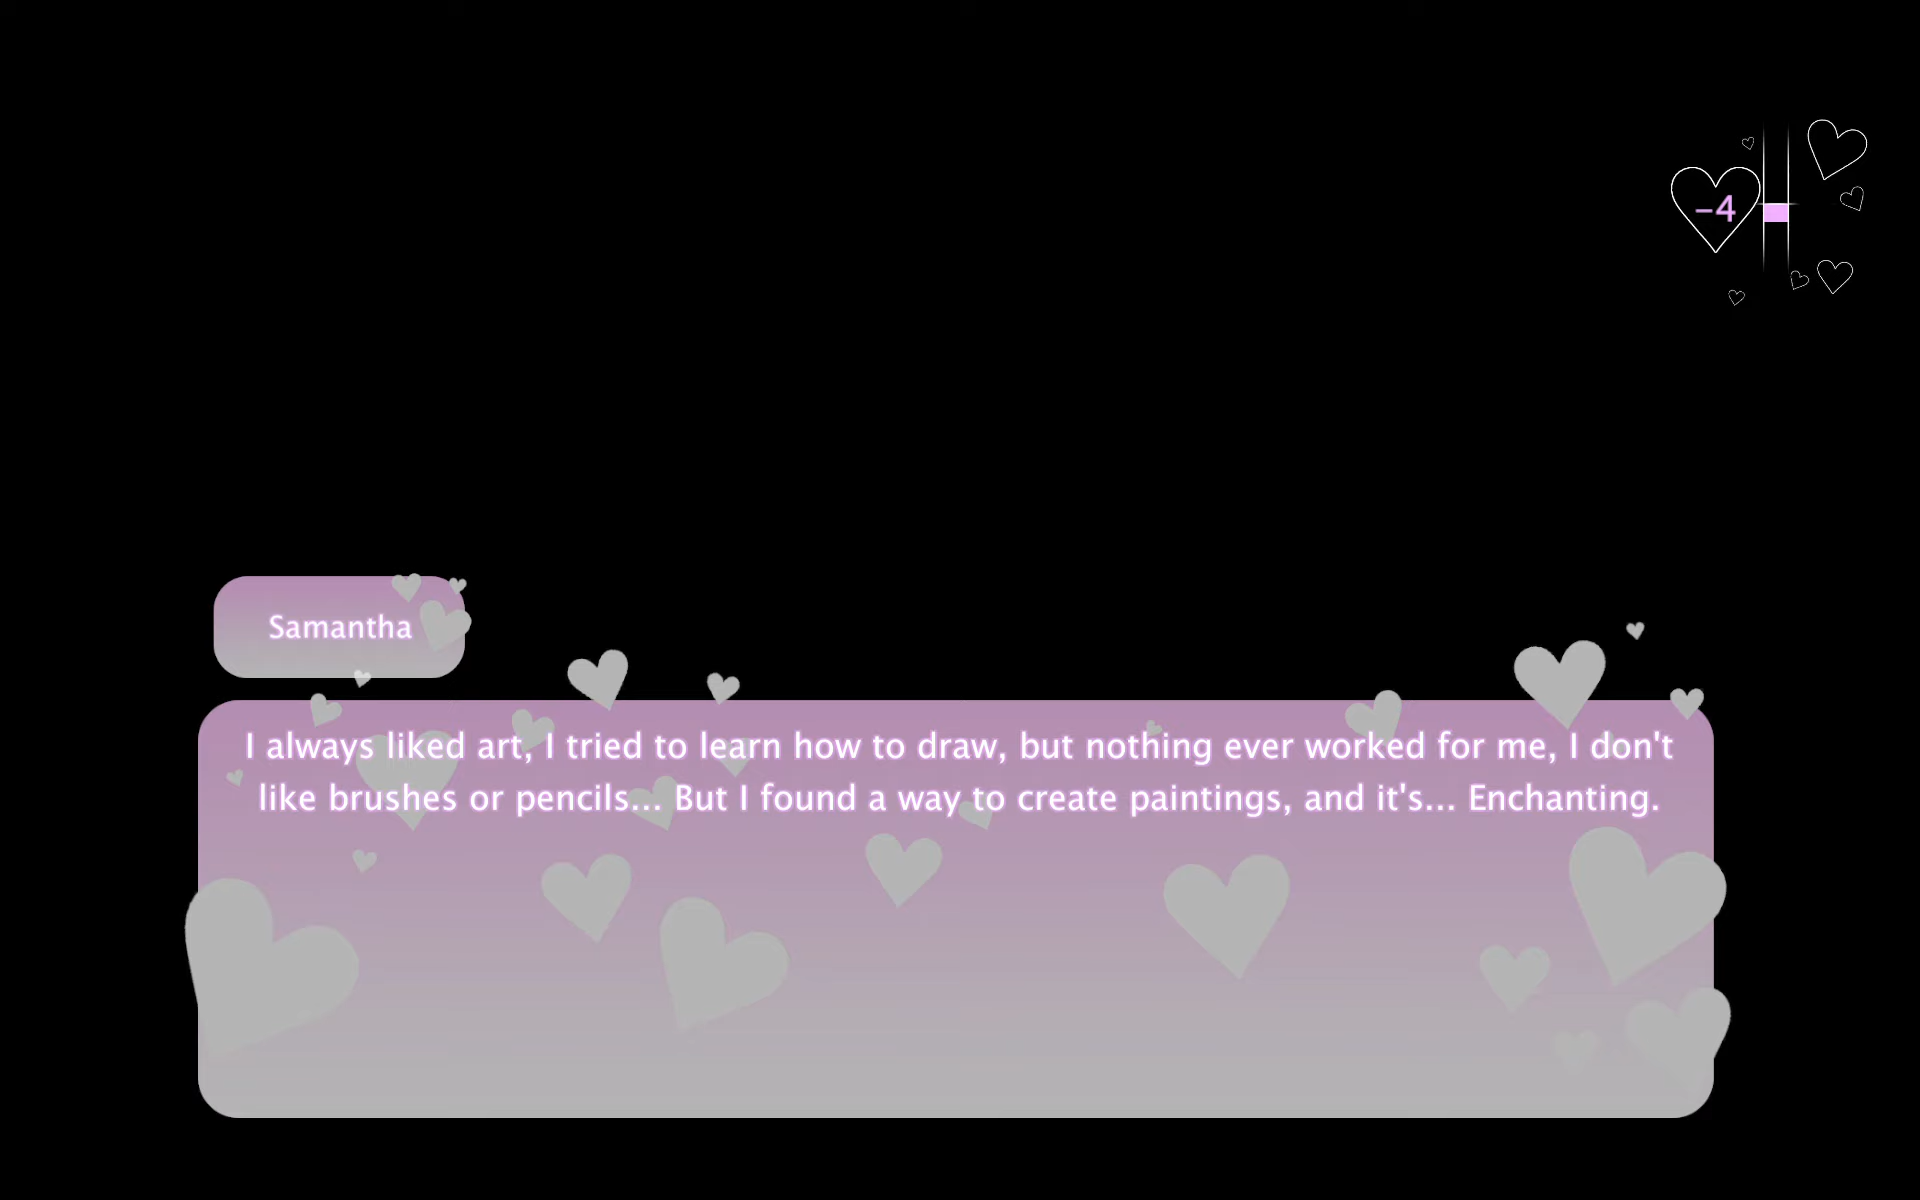 -4
Samantha
I always liked art, I tried to learn how to draw, but nothing ever worked for me, I don't
like brushes or pencils... But I found a way to create paintings, and it's... Enchanting.